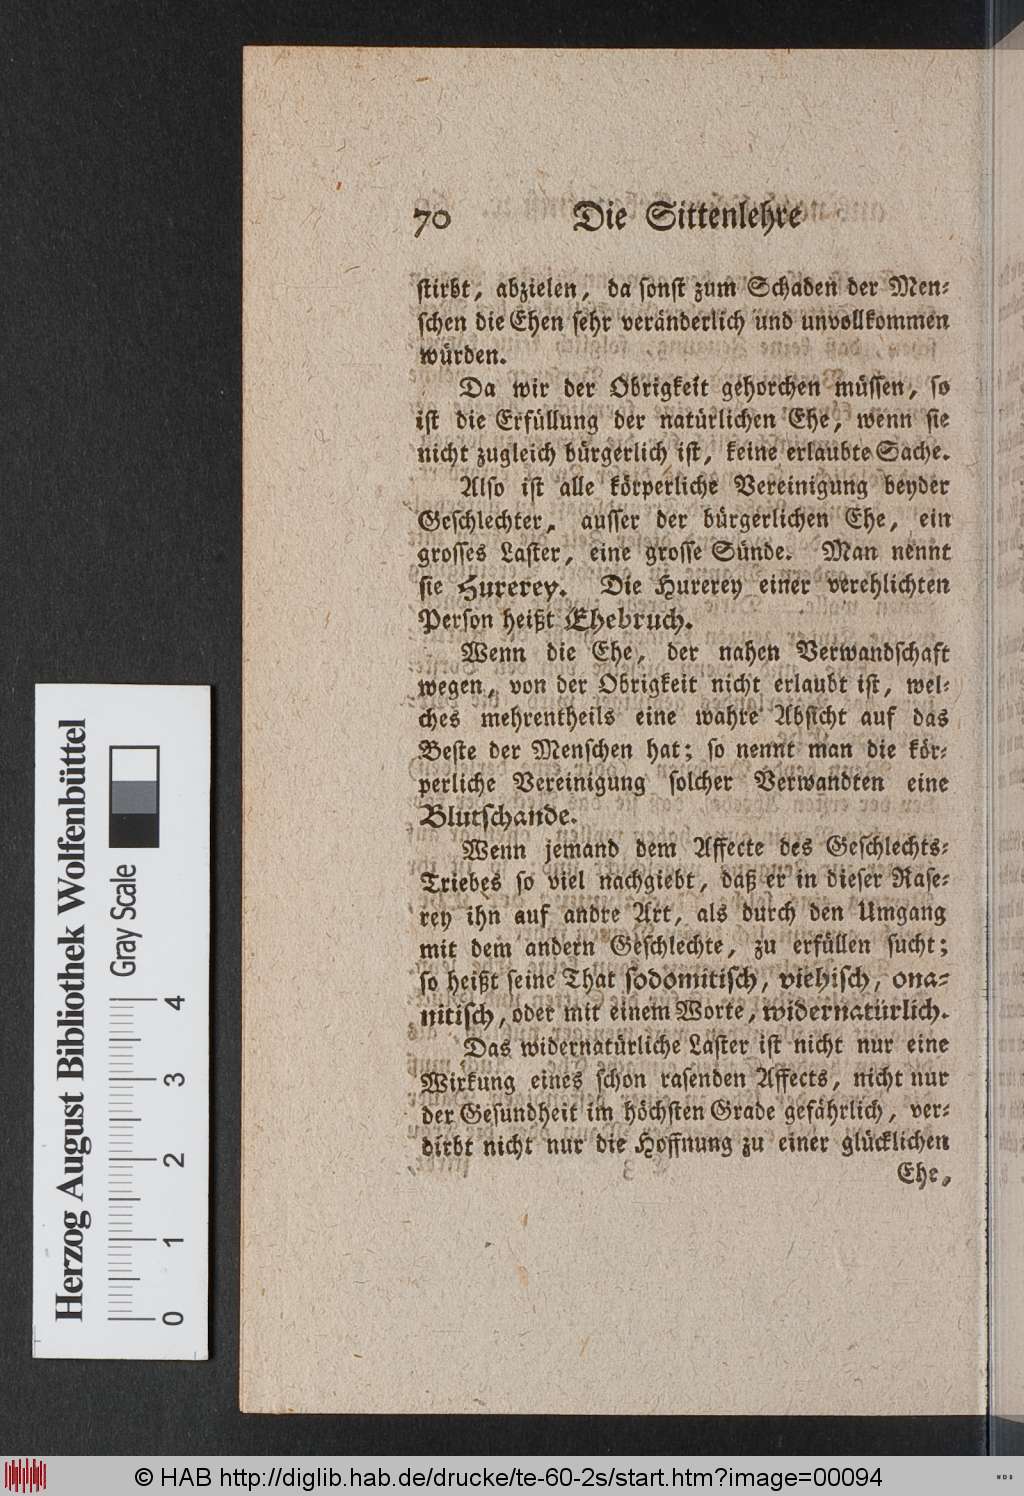 70 Die Sittenlehre
stirbt, abzielen, da sonst zum Schaden der Men-
schen die Ehen sehr veränderlich und unvollkommen
würden.
Da wir der Obrigkeit gehorchen müssen, so
ist die Erfüllung der natürlichen Ehe, wenn sie
nicht zugleich bürgerlich ist, keine erlaubte Sache.
Also ist alle körperliche Vereinigung beyder
Geschlechter, ausser der bürgerlichen Ehe, ein
grosses Laster, eine grosse Sünde. Man nennt
sie Hurerey. Die Hurerey einer verehlichten
Person heißt Ehebruch.
Wenn die Ehe, der nahen Verwandschaft
wegen, von der Obrigkeit nicht erlaubt ist, wel-
ches mehrentheils eine wahre Absicht auf das
Beste der Menschen hat; so nennt man die kör-
perliche Vereinigung solcher Verwandten eine
Blutschande.
Wenn jemand dem Affecte des Geschlechts-
Triebes so viel nachgiebt, daß er in dieser Rase-
rey ihn auf andre Art, als durch den Umgang
mit dem andern Geschlechte, zu erfüllen sucht;
so heißt seine That sodomitisch, viehisch, ona-
nitisch, oder mit einem Worte, widernatürlich.
Das widernatürliche Laster ist nicht nur eine
Wirkung eines schon rasenden Affects, nicht nur
der Gesundheit im höchsten Grade gefährlich, ver-
dirbt nicht nur die Hoffnung zu einer glücklichen
Ehe,
Herzog August Bibliothek Wolfenbüttel
Gray Scale
0 1 2 3 4
© HAB http://diglib.hab.de/drucke/te-60-2s/start.htm?image=00094